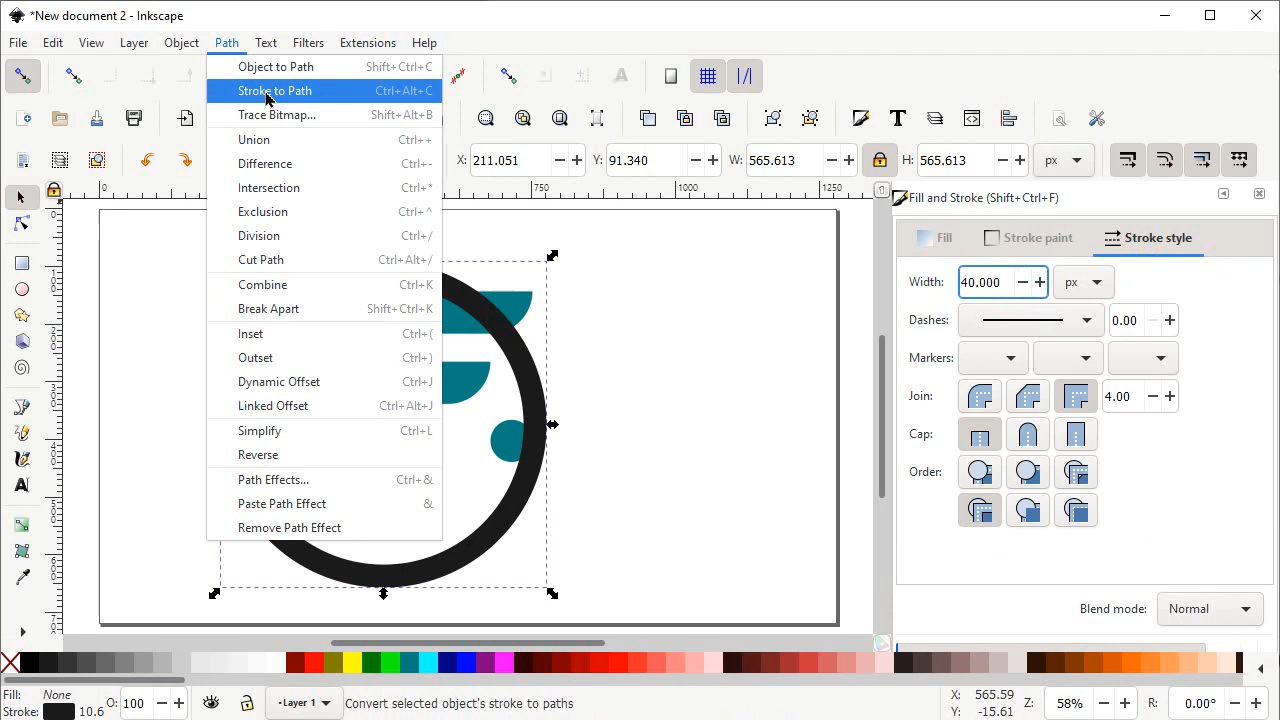 *New document 2 - Inkscape
File Edit View Layer Object Path Text Filters Extensions Help
Object to Path Shift+Ctrl+C
Stroke to Path Ctrl+Alt+C
Trace Bitmap... Shift+Alt+B
Union Ctrl++
Difference Ctrl+-
Intersection Ctrl+*
Exclusion Ctrl+^
Division Ctrl+/
Cut Path Ctrl+Alt+/
Combine Ctrl+K
Break Apart Shift+Ctrl+K
Inset Ctrl+(
Outset Ctrl+)
Dynamic Offset Ctrl+J
Linked Offset Ctrl+Alt+J
Simplify Ctrl+L
Reverse
Path Effects... Ctrl+&
Paste Path Effect &
Remove Path Effect
X: 211.051 Y: 91.340 W: 565.613 H: 565.613 px
0 750 1000 1250
Fill and Stroke (Shift+Ctrl+F)
Fill Stroke paint Stroke style
Width: 40.000 px
Dashes: 0.00
Markers:
Join: 4.00
Cap:
Order:
Blend mode: Normal
Fill: None
Stroke: 10.6
O: 100
Layer 1
Convert selected object's stroke to paths
X: 565.59
Y: -15.61
Z: 58%
R: 0.00°